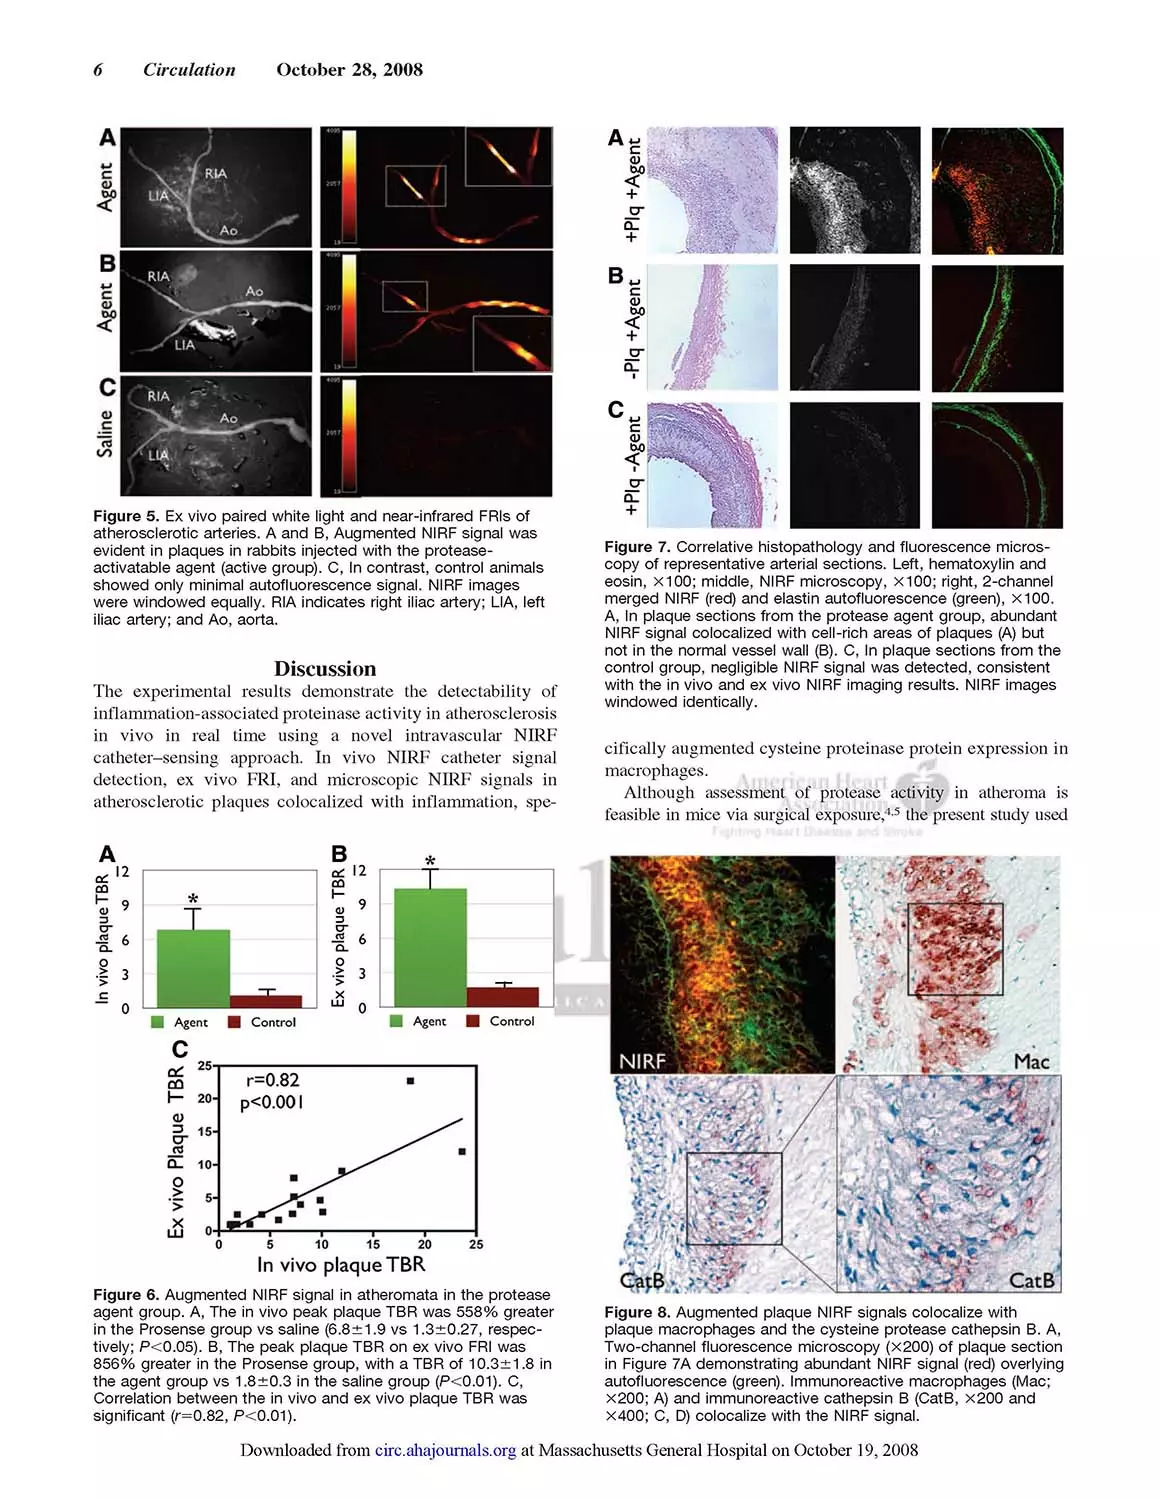 6 Circulation October 28, 2008
A
Agent
RIA
LIA
Ao
4095
2057
19
B
Agent
RIA
Ao
LIA
4095
19
C
Saline
RIA
Ao
LIA
4095
2057
19
Figure 5. Ex vivo paired white light and near-infrared FRIs of
atherosclerotic arteries. A and B, Augmented NIRF signal was
evident in plaques in rabbits injected with the protease-
activatable agent (active group). C, In contrast, control animals
showed only minimal autofluorescence signal. NIRF images
were windowed equally. RIA indicates right iliac artery; LIA, left
iliac artery; and Ao, aorta.
Discussion
The experimental results demonstrate the detectability of
inflammation-associated proteinase activity in atherosclerosis
in vivo in real time using a novel intravascular NIRF
catheter–sensing approach. In vivo NIRF catheter signal
detection, ex vivo FRI, and microscopic NIRF signals in
atherosclerotic plaques colocalized with inflammation, spe-
A
+Plq +Agent
B
-Plq +Agent
C
+Plq -Agent
Figure 7. Correlative histopathology and fluorescence micros-
copy of representative arterial sections. Left, hematoxylin and
eosin, ×100; middle, NIRF microscopy, ×100; right, 2-channel
merged NIRF (red) and elastin autofluorescence (green), ×100.
A, In plaque sections from the protease agent group, abundant
NIRF signal colocalized with cell-rich areas of plaques (A) but
not in the normal vessel wall (B). C, In plaque sections from the
control group, negligible NIRF signal was detected, consistent
with the in vivo and ex vivo NIRF imaging results. NIRF images
windowed identically.
cifically augmented cysteine proteinase protein expression in
macrophages.
Although assessment of protease activity in atheroma is
feasible in mice via surgical exposure,4,5 the present study used
American Heart
Association
Fighting Heart Disease and Stroke
A
In vivo plaque TBR
12
9
6
3
0
*
Agent Control
B
Ex vivo plaque TBR
12
9
6
3
0
*
Agent Control
C
Ex vivo Plaque TBR
25
20
15
10
5
0
r=0.82
p<0.001
0 5 10 15 20 25
In vivo plaque TBR
Figure 6. Augmented NIRF signal in atheromata in the protease
agent group. A, The in vivo peak plaque TBR was 558% greater
in the Prosense group vs saline (6.8±1.9 vs 1.3±0.27, respec-
tively; P<0.05). B, The peak plaque TBR on ex vivo FRI was
856% greater in the Prosense group, with a TBR of 10.3±1.8 in
the agent group vs 1.8±0.3 in the saline group (P<0.01). C,
Correlation between the in vivo and ex vivo plaque TBR was
significant (r=0.82, P<0.01).
NIRF
Mac
CatB
CatB
Figure 8. Augmented plaque NIRF signals colocalize with
plaque macrophages and the cysteine protease cathepsin B. A,
Two-channel fluorescence microscopy (×200) of plaque section
in Figure 7A demonstrating abundant NIRF signal (red) overlying
autofluorescence (green). Immunoreactive macrophages (Mac;
×200; A) and immunoreactive cathepsin B (CatB, ×200 and
×400; C, D) colocalize with the NIRF signal.
Downloaded from circ.ahajournals.org at Massachusetts General Hospital on October 19, 2008